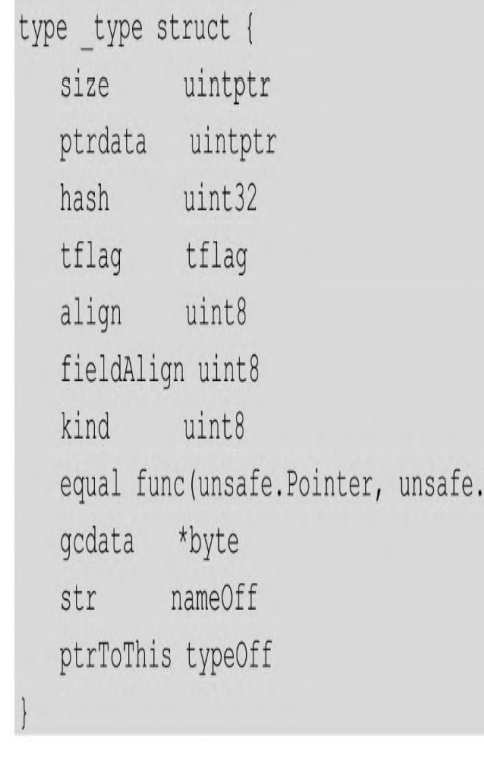 type _type struct {
size uintptr
ptrdata uintptr
hash uint32
tflag tflag
align uint8
fieldAlign uint8
kind uint8
equal func(unsafe.Pointer, unsafe.
gcdata *byte
str nameOff
ptrToThis typeOff
}